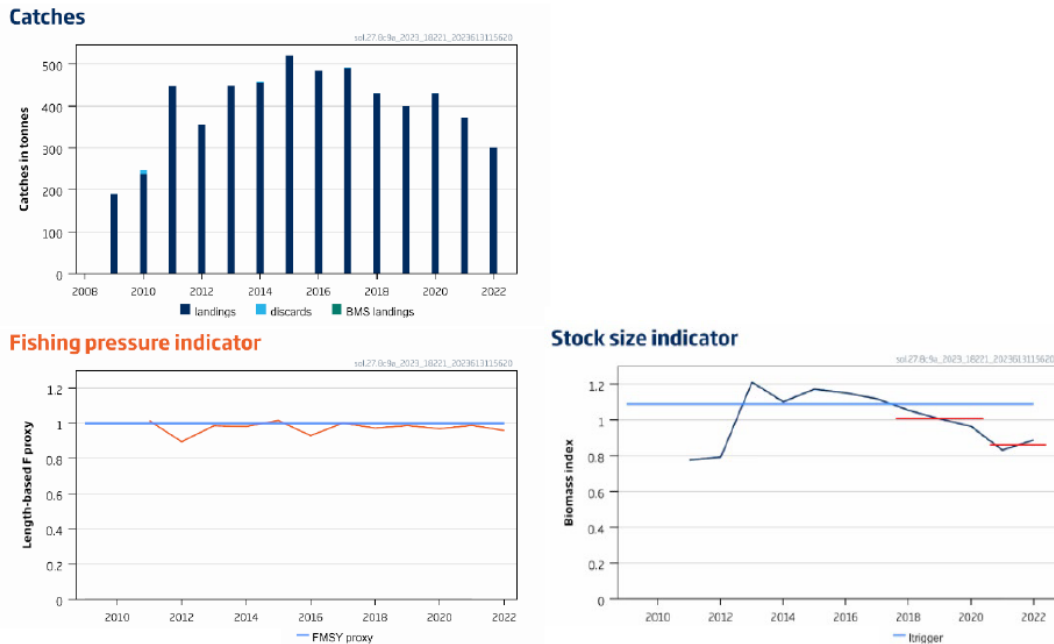 Catches
sol.27.8c9a_2023_18221_2023613115620
Catches in tonnes
500
400
300
200
100
0
2008 2010 2012 2014 2016 2018 2020 2022
landings discards BMS landings
Fishing pressure indicator
sol.27.8c9a_2023_18221_2023613115620
Length-based F proxy
1.2
1
0.8
0.6
0.4
0.2
0
2010 2012 2014 2016 2018 2020 2022
FMSY proxy
Stock size indicator
sol.27.8c9a_2023_18221_2023613115620
Biomass index
1.2
1
0.8
0.6
0.4
0.2
0
2010 2012 2014 2016 2018 2020 2022
Itrigger